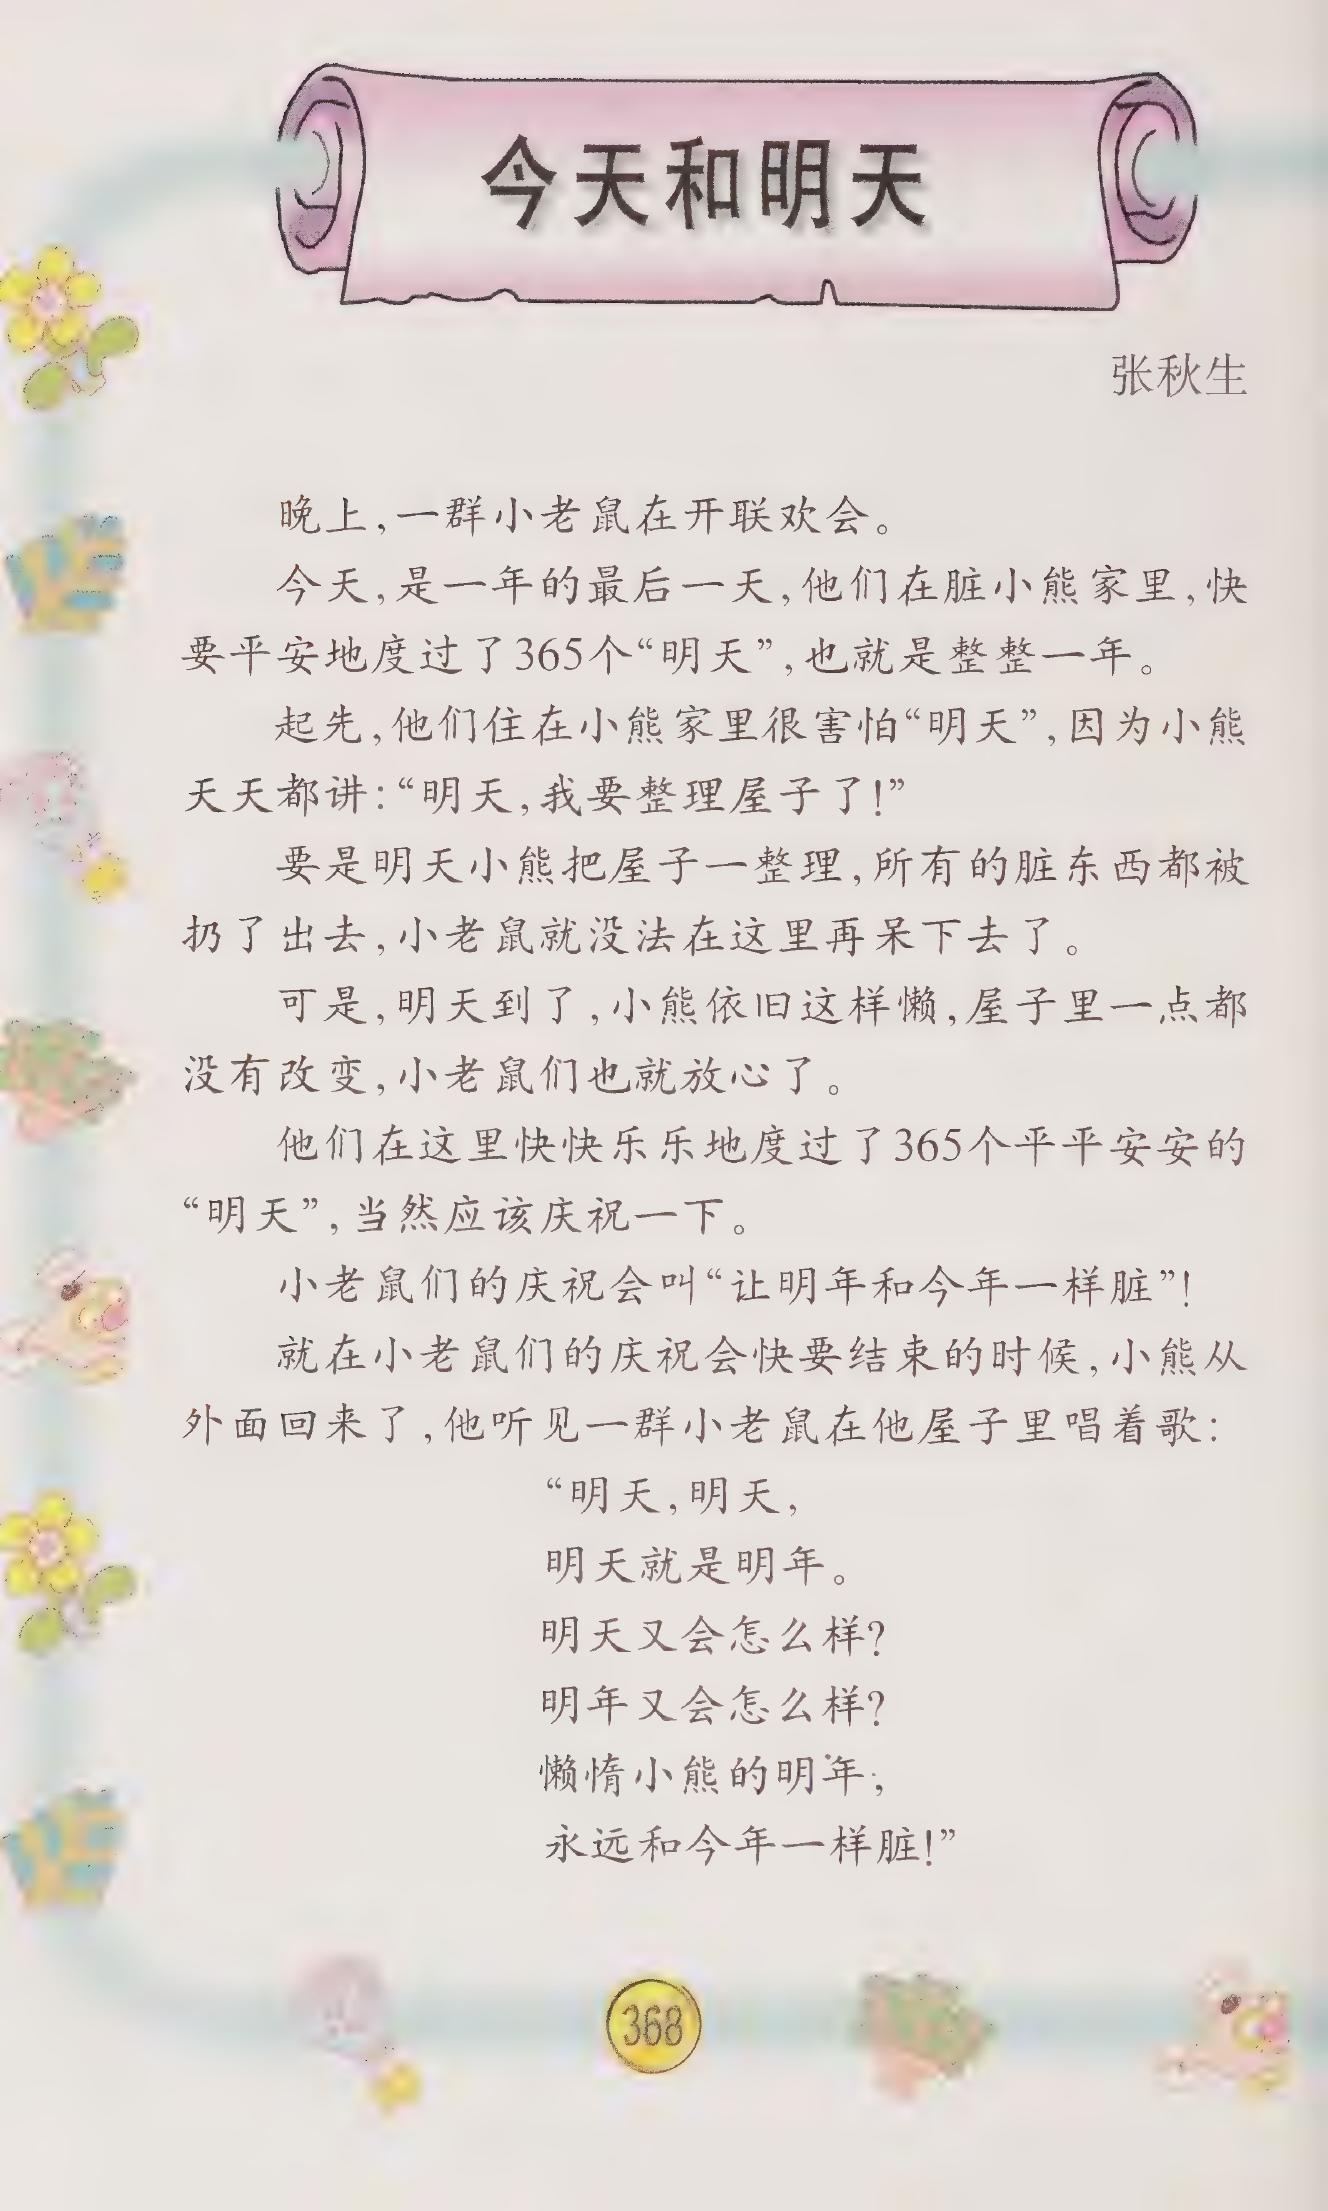 今天和明天
张秋生
晚上，一群小老鼠在开联欢会。
今天，是一年的最后一天，他们在脏小熊家里，快
要平安地度过了365个“明天”，也就是整整一年。
起先，他们住在小熊家里很害怕“明天”，因为小熊
天天都讲：“明天，我要整理屋子了！”
要是明天小熊把屋子一整理，所有的脏东西都被
扔了出去，小老鼠就没法在这里再呆下去了。
可是，明天到了，小熊依旧这样懒，屋子里一点都
没有改变，小老鼠们也就放心了。
他们在这里快快乐乐地度过了365个平平安安的
“明天”，当然应该庆祝一下。
小老鼠们的庆祝会叫“让明年和今年一样脏”！
就在小老鼠们的庆祝会快要结束的时候，小熊从
外面回来了，他听见一群小老鼠在他屋子里唱着歌：
“明天，明天，
明天就是明年。
明天又会怎么样？
明年又会怎么样？
懒惰小熊的明年，
永远和今年一样脏！”
368